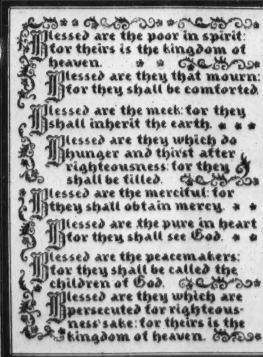 Blessed are the poor in spirit:
for theirs is the kingdom of
heaven.
Blessed are they that mourn:
for they shall be comforted
Blessed are the meek: for they
shall inherit the earth.
Blessed are they which do
hunger and thirst after
righteousness: for they
shall be filled.
Blessed are the merciful: for
they shall obtain mercy.
Blessed are the pure in heart
for they shall see God.
Blessed are the peacemakers:
for they shall be called the
children of God.
Blessed are they which are
persecuted for righteous-
ness sake: for theirs is the
kingdom of heaven.